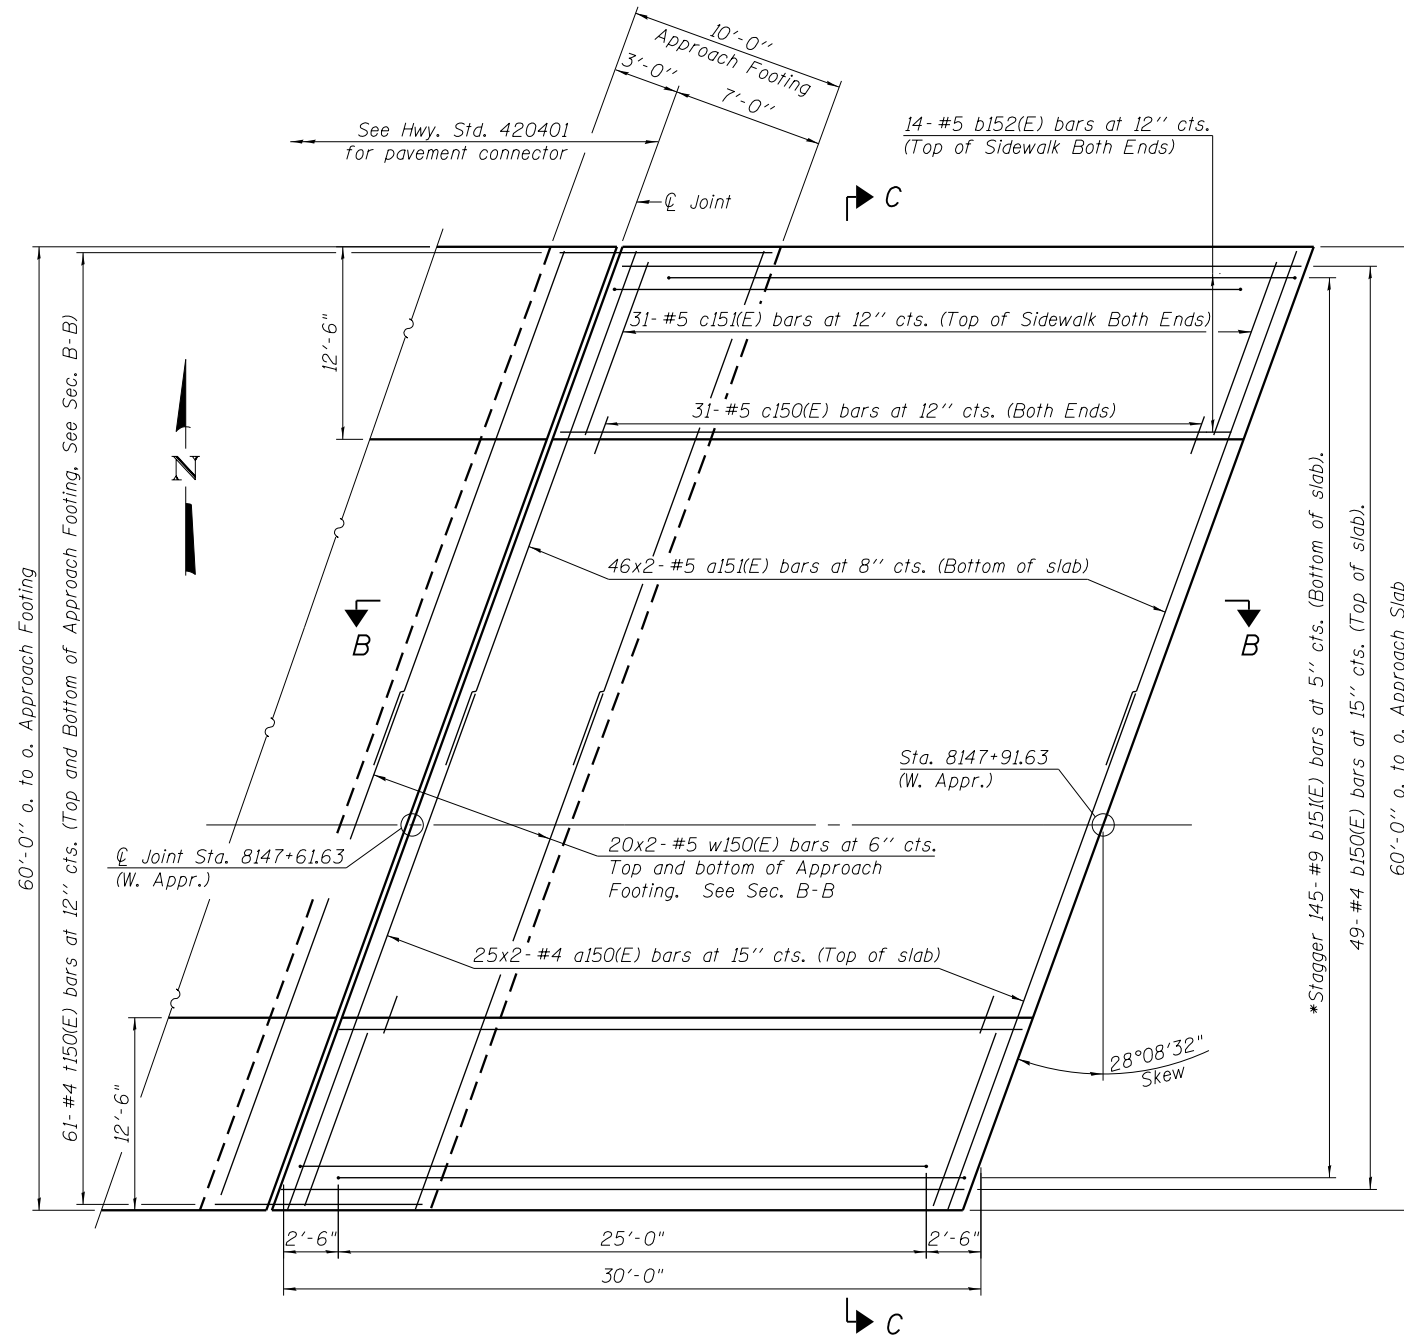 10'-0''
Approach Footing
3'-0''
7'-0''
See Hwy. Std. 420401
for pavement connector
14- #5 b152(E) bars at 12'' cts.
(Top of Sidewalk Both Ends)
℄ Joint
C
12'-6"
31- #5 c151(E) bars at 12'' cts. (Top of Sidewalk Both Ends)
31- #5 c150(E) bars at 12'' cts. (Both Ends)
N
60'-0'' o. to o. Approach Footing
61- #4 t150(E) bars at 12'' cts. (Top and Bottom of Approach Footing. See Sec. B-B)
46x2- #5 a151(E) bars at 8'' cts. (Bottom of slab)
B
B
*Stagger 145- #9 b151(E) bars at 5'' cts. (Bottom of slab).
49- #4 b150(E) bars at 15'' cts. (Top of slab).
60'-0'' o. to o. Approach Slab
Sta. 8147+91.63
(W. Appr.)
℄ Joint Sta. 8147+61.63
(W. Appr.)
20x2- #5 w150(E) bars at 6'' cts.
Top and bottom of Approach
Footing. See Sec. B-B
25x2- #4 a150(E) bars at 15'' cts. (Top of slab)
28°08'32"
Skew
12'-6"
2'-6"
25'-0"
2'-6"
30'-0"
C